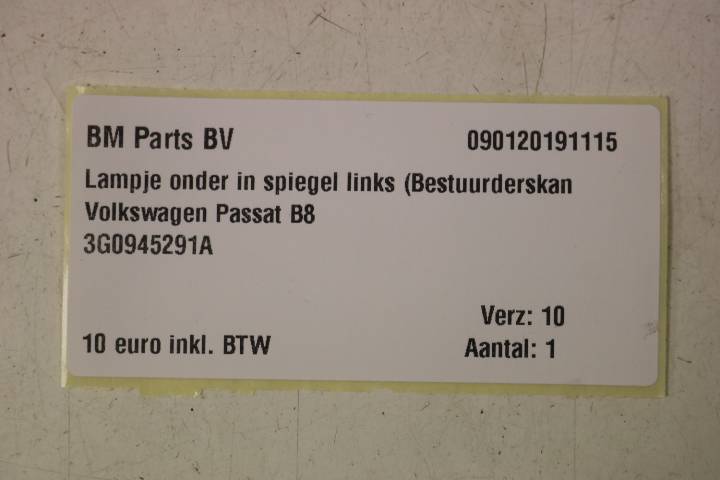 BM Parts BV 090120191115
Lampje onder in spiegel links (Bestuurderskan
Volkswagen Passat B8
3G0945291A
Verz: 10
10 euro inkl. BTW Aantal: 1